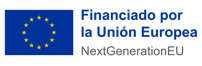 Financiado por
la Unión Europea
NextGenerationEU